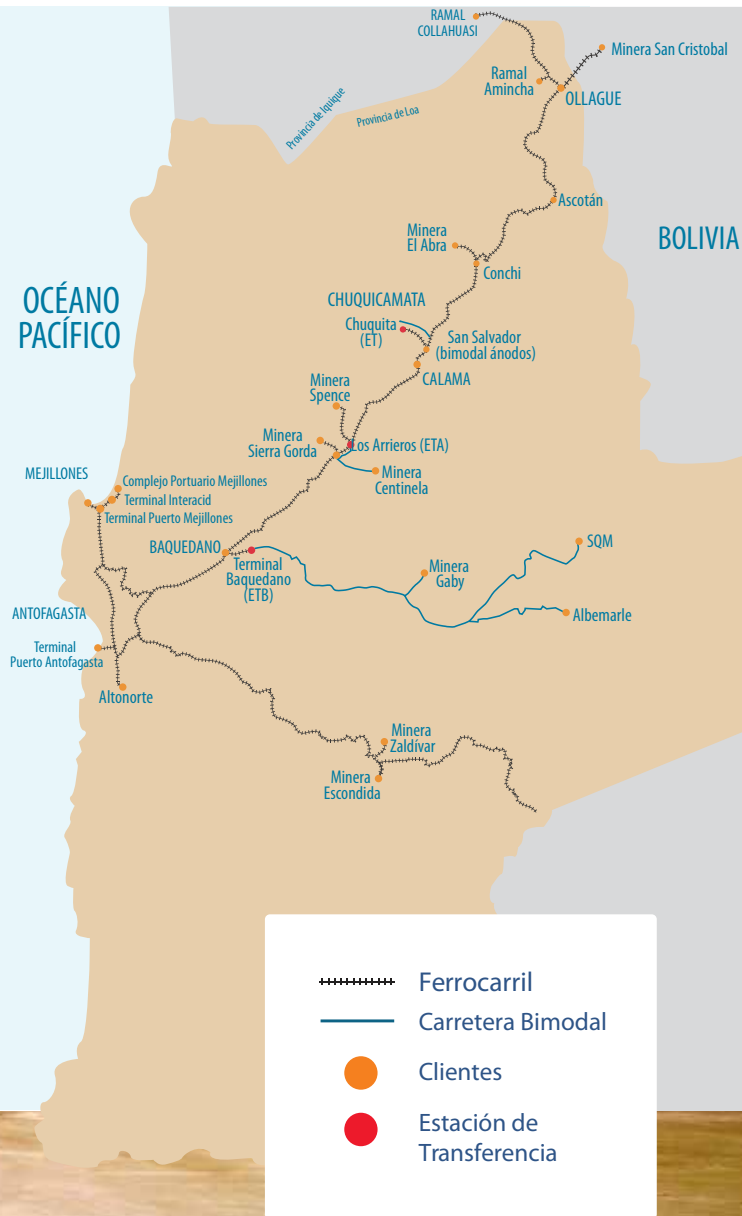 RAMAL
COLLAHUASI
Minera San Cristobal
Ramal
Amincha
OLLAGUE
Provincia de Iquique
Provincia de Loa
Ascotán
Minera
El Abra
BOLIVIA
Conchi
OCÉANO
PACÍFICO
CHUQUICAMATA
Chuquita
(ET)
San Salvador
(bimodal ánodos)
CALAMA
Minera
Spence
Minera
Sierra Gorda
Los Arrieros (ETA)
Minera
Centinela
MEJILLONES
Complejo Portuario Mejillones
Terminal Interacid
Terminal Puerto Mejillones
BAQUEDANO
Terminal
Baquedano
(ETB)
Minera
Gaby
SQM
Albemarle
ANTOFAGASTA
Terminal
Puerto Antofagasta
Altonorte
Minera
Zaldívar
Minera
Escondida
Ferrocarril
Carretera Bimodal
Clientes
Estación de
Transferencia